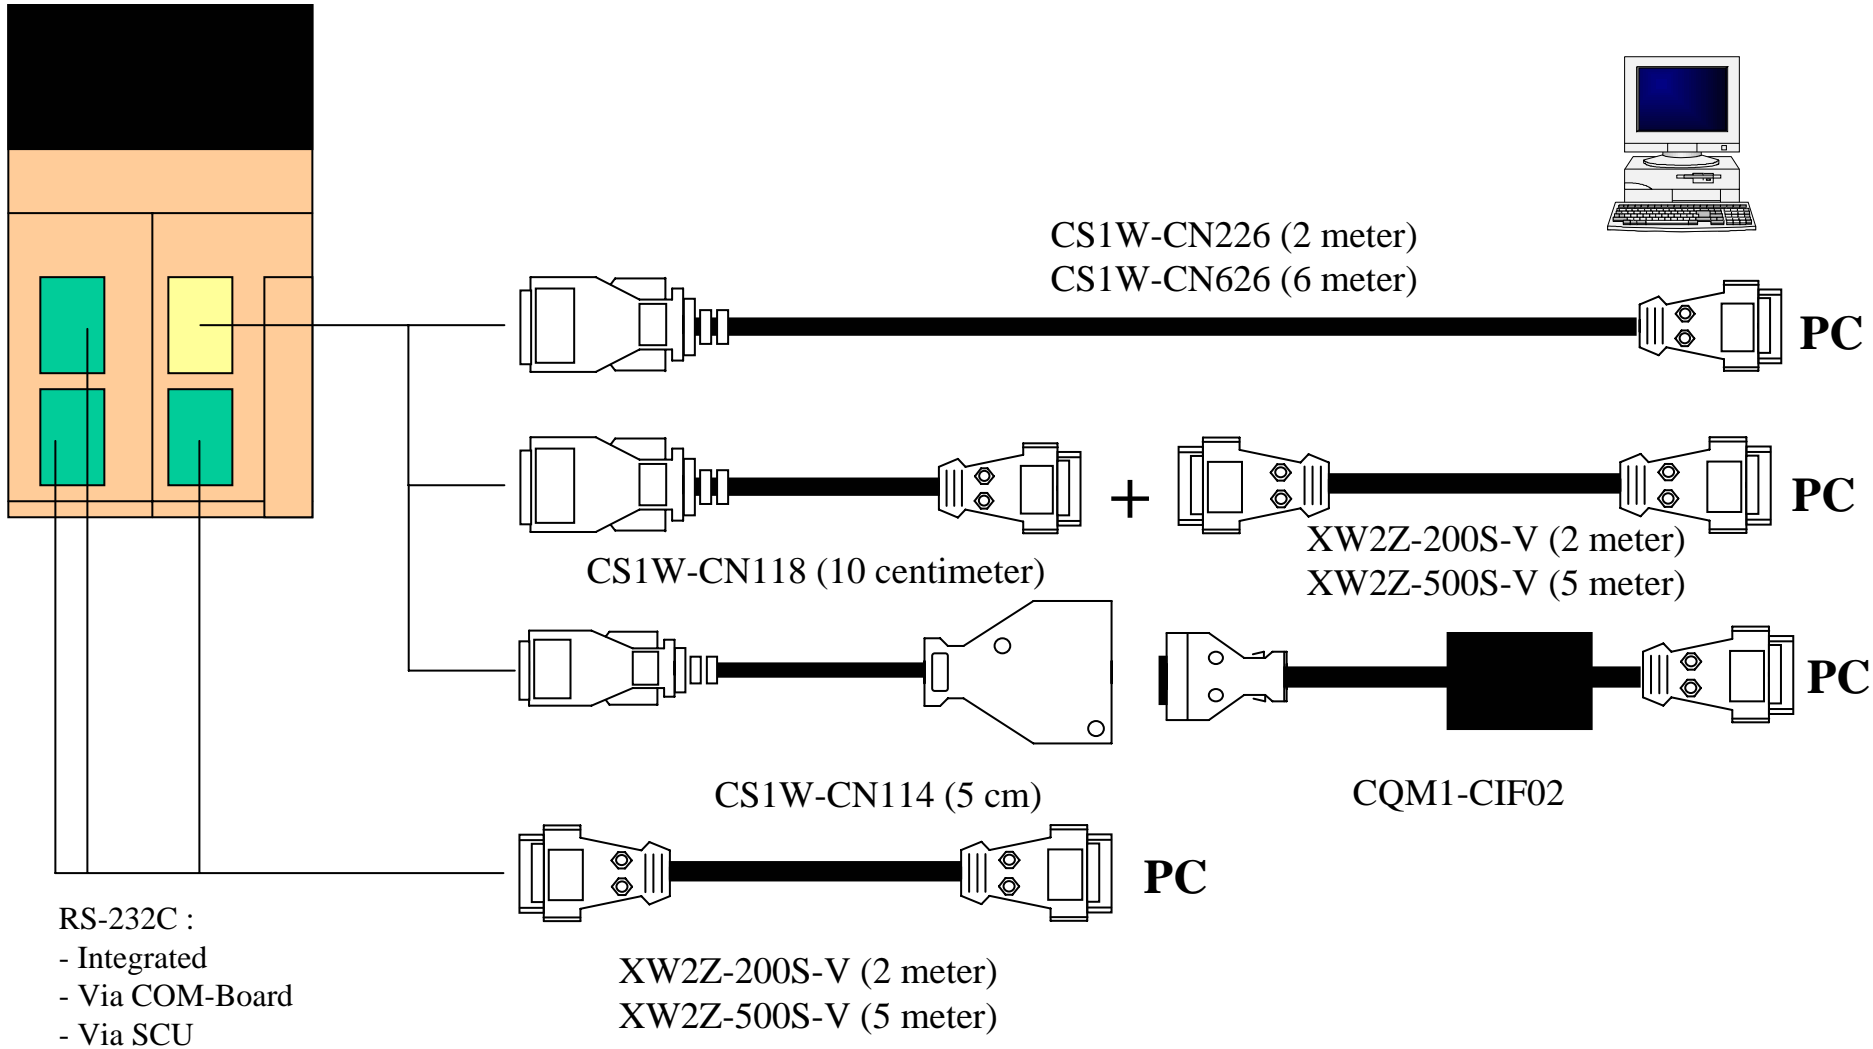 CS1W-CN226 (2 meter)
CS1W-CN626 (6 meter)
PC
+
PC
XW2Z-200S-V (2 meter)
XW2Z-500S-V (5 meter)
CS1W-CN118 (10 centimeter)
PC
CS1W-CN114 (5 cm)
CQM1-CIF02
PC
RS-232C :
- Integrated
- Via COM-Board
- Via SCU
XW2Z-200S-V (2 meter)
XW2Z-500S-V (5 meter)